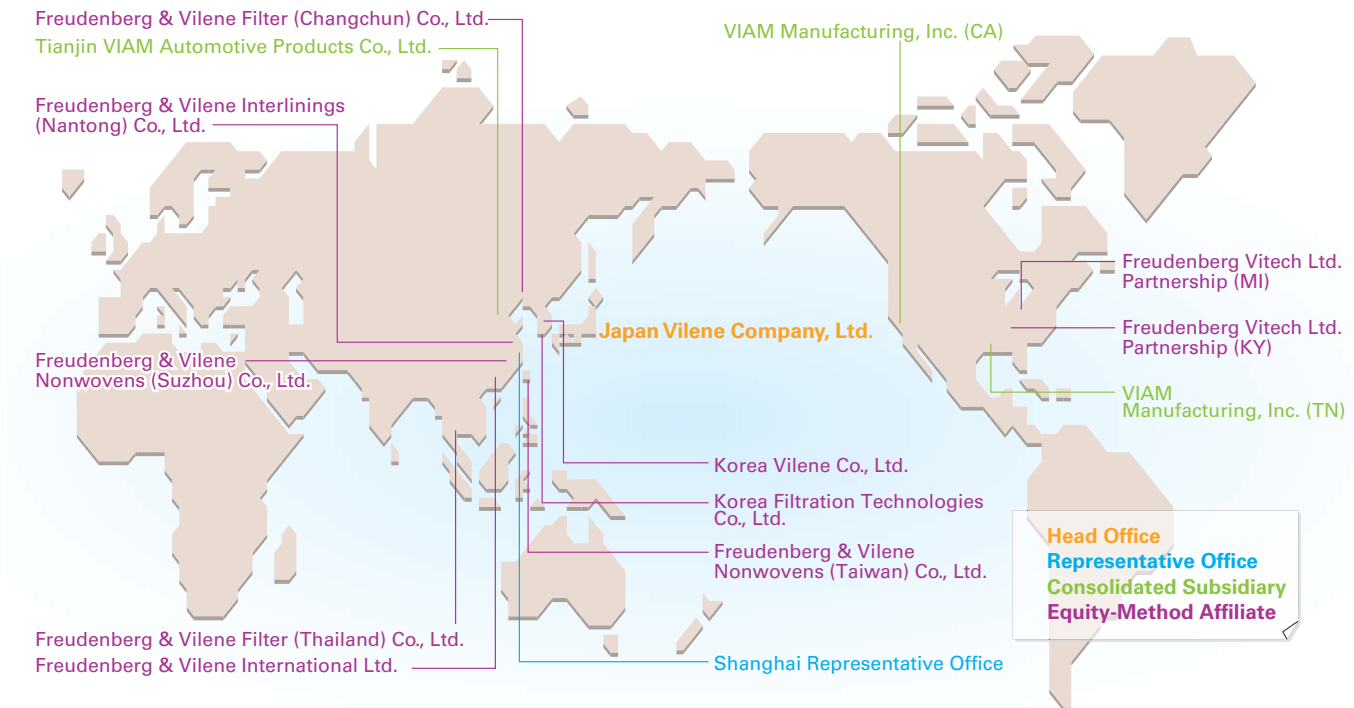 Freudenberg & Vilene Filter (Changchun) Co., Ltd.
Tianjin VIAM Automotive Products Co., Ltd.
VIAM Manufacturing, Inc. (CA)
Freudenberg & Vilene Interlinings
(Nantong) Co., Ltd.
Freudenberg Vitech Ltd.
Partnership (MI)
Japan Vilene Company, Ltd.
Freudenberg Vitech Ltd.
Partnership (KY)
Freudenberg & Vilene
Nonwovens (Suzhou) Co., Ltd.
VIAM
Manufacturing, Inc. (TN)
Korea Vilene Co., Ltd.
Korea Filtration Technologies
Co., Ltd.
Freudenberg & Vilene
Nonwovens (Taiwan) Co., Ltd.
Head Office
Representative Office
Consolidated Subsidiary
Equity-Method Affiliate
Freudenberg & Vilene Filter (Thailand) Co., Ltd.
Freudenberg & Vilene International Ltd.
Shanghai Representative Office